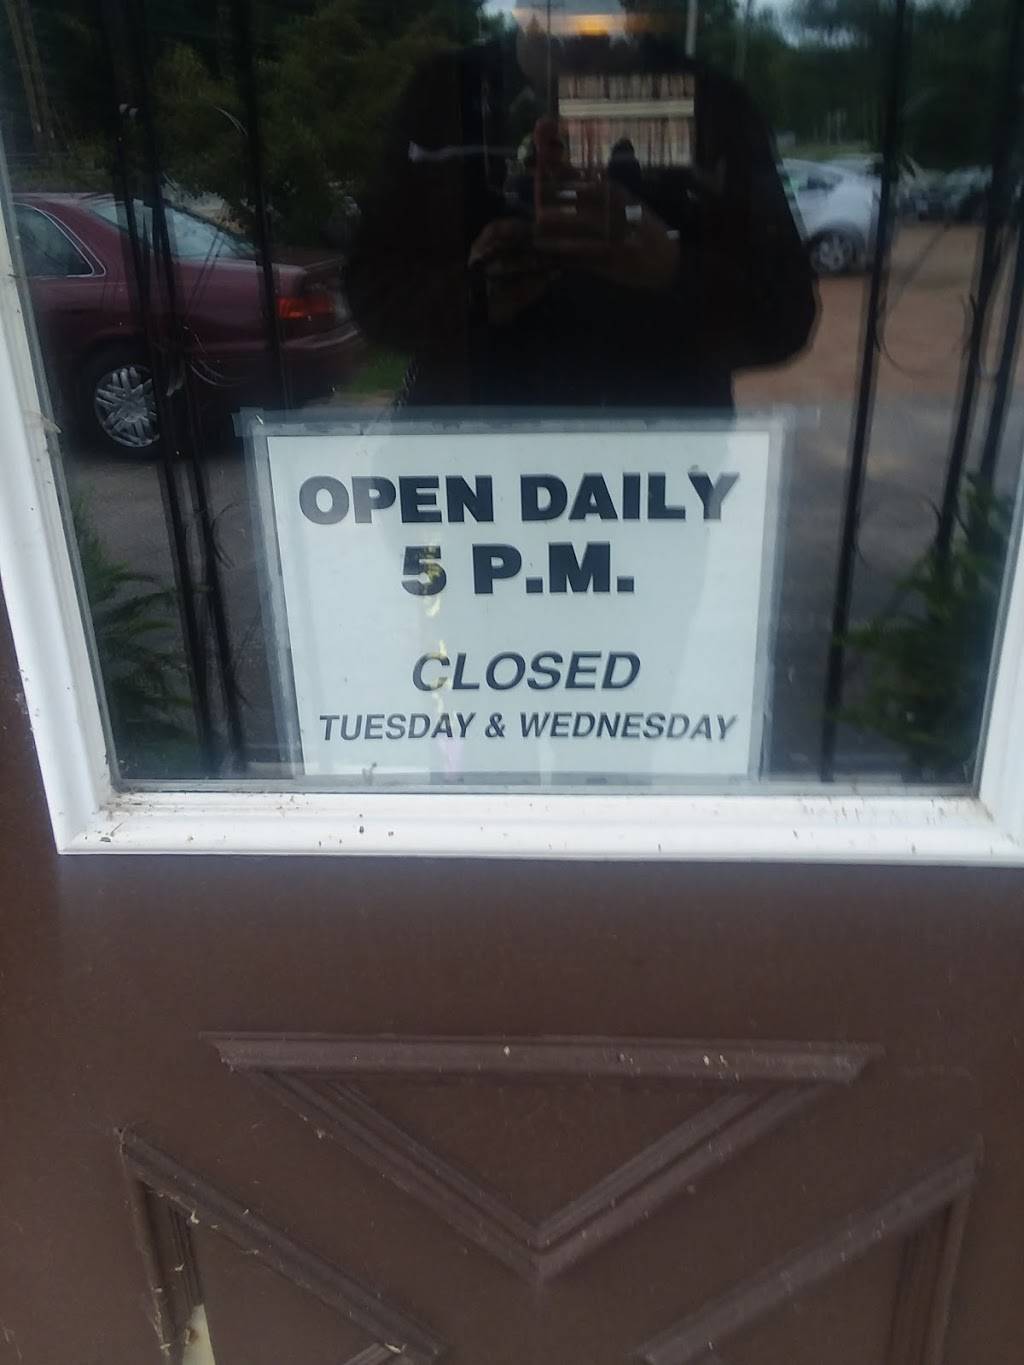 OPEN DAILY
5 P.M.
CLOSED
TUESDAY & WEDNESDAY